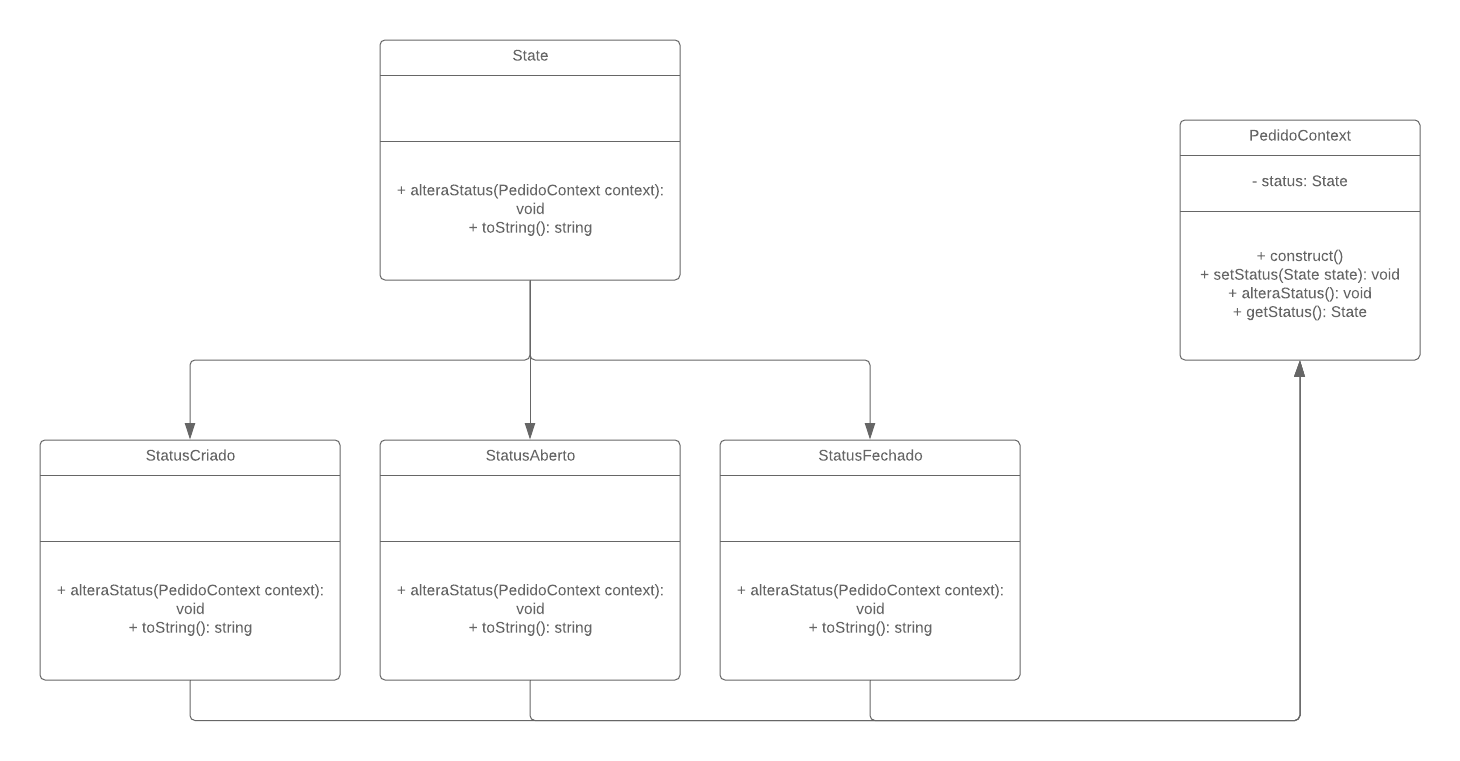 State
+ alteraStatus(PedidoContext context):
void
+ toString(): string
PedidoContext
- status: State
+ construct()
+ setStatus(State state): void
+ alteraStatus(): void
+ getStatus(): State
StatusCriado
+ alteraStatus(PedidoContext context):
void
+ toString(): string
StatusAberto
+ alteraStatus(PedidoContext context):
void
+ toString(): string
StatusFechado
+ alteraStatus(PedidoContext context):
void
+ toString(): string